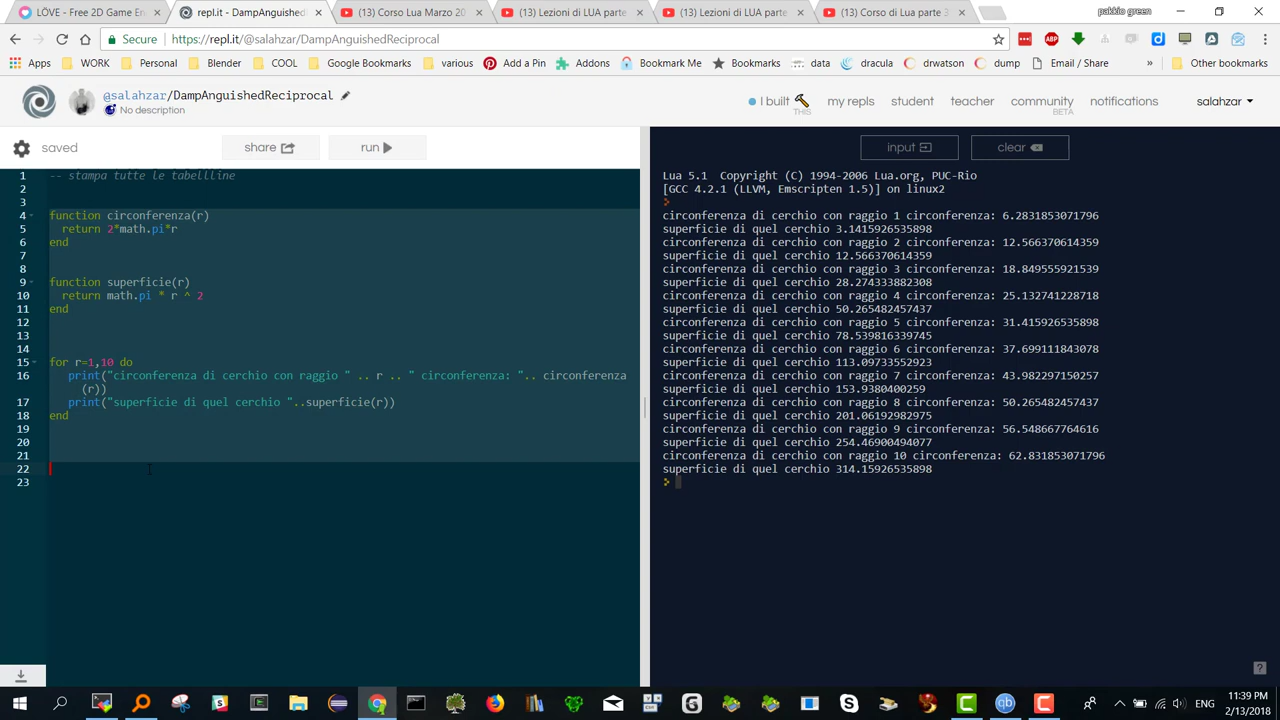 LÖVE - Free 2D Game En
repl.it - DampAnguished
(13) Corso Lua Marzo 20
(13) Lezioni di LUA parte
(13) Lezioni di LUA parte
(13) Corso di Lua parte 3
pakkio green
Secure
https://repl.it/@salahzar/DampAnguishedReciprocal
Apps
WORK
Personal
Blender
COOL
Google Bookmarks
various
Add a Pin
Addons
Bookmark Me
Bookmarks
data
dracula
drwatson
dump
Email / Share
»
Other bookmarks
@salahzar/DampAnguishedReciprocal
No description
I built
THIS
my repls
student
teacher
community
BETA
notifications
salahzar
saved
share
run
input
clear
1 -- stampa tutte le tabellline
2
3
4 function circonferenza(r)
5 return 2*math.pi*r
6 end
7
8
9 function superficie(r)
10 return math.pi * r ^ 2
11 end
12
13
14
15 for r=1,10 do
16 print("circonferenza di cerchio con raggio " .. r .. " circonferenza: ".. circonferenza
(r))
17 print("superficie di quel cerchio "..superficie(r))
18 end
19
20
21
22
23
Lua 5.1 Copyright (C) 1994-2006 Lua.org, PUC-Rio
[GCC 4.2.1 (LLVM, Emscripten 1.5)] on linux2
>
circonferenza di cerchio con raggio 1 circonferenza: 6.2831853071796
superficie di quel cerchio 3.1415926535898
circonferenza di cerchio con raggio 2 circonferenza: 12.566370614359
superficie di quel cerchio 12.566370614359
circonferenza di cerchio con raggio 3 circonferenza: 18.849555921539
superficie di quel cerchio 28.274333882308
circonferenza di cerchio con raggio 4 circonferenza: 25.132741228718
superficie di quel cerchio 50.265482457437
circonferenza di cerchio con raggio 5 circonferenza: 31.415926535898
superficie di quel cerchio 78.539816339745
circonferenza di cerchio con raggio 6 circonferenza: 37.699111843078
superficie di quel cerchio 113.09733552923
circonferenza di cerchio con raggio 7 circonferenza: 43.982297150257
superficie di quel cerchio 153.9380400259
circonferenza di cerchio con raggio 8 circonferenza: 50.265482457437
superficie di quel cerchio 201.06192982975
circonferenza di cerchio con raggio 9 circonferenza: 56.548667764616
superficie di quel cerchio 254.46900494077
circonferenza di cerchio con raggio 10 circonferenza: 62.831853071796
superficie di quel cerchio 314.15926535898
>
?
ENG
11:39 PM
2/13/2018